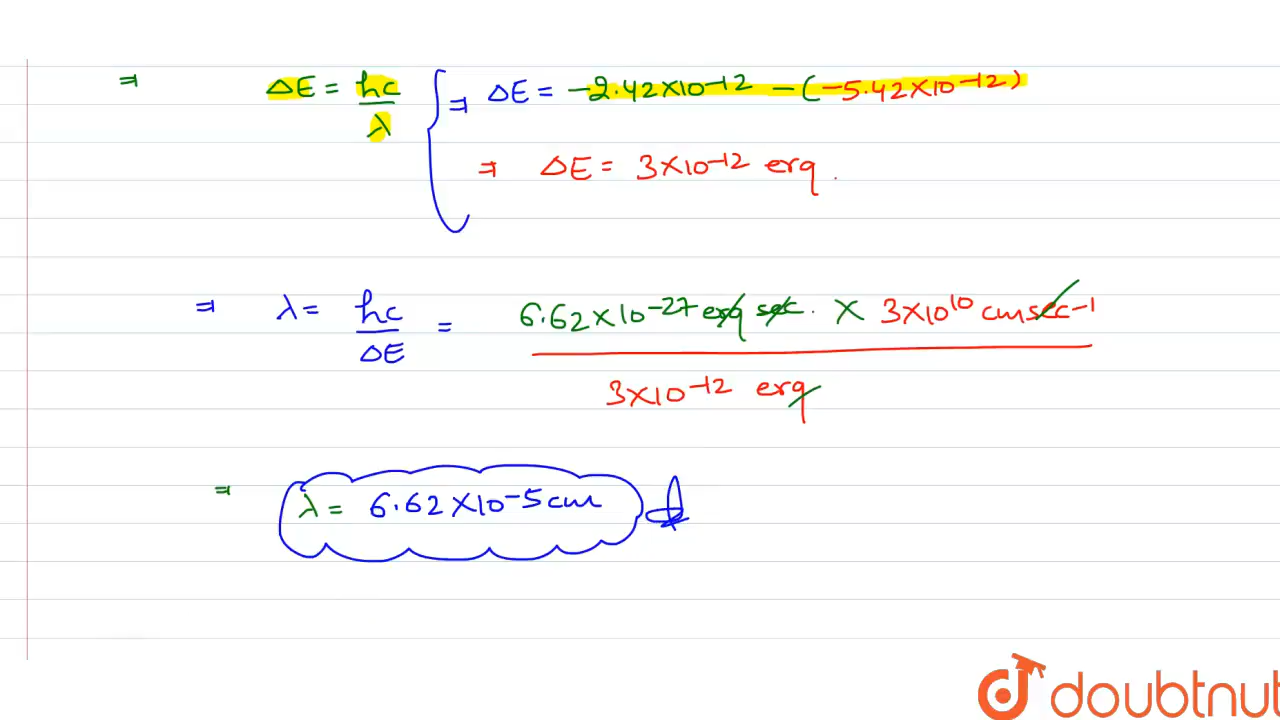 ⇒ ΔE = hc/λ { ⇒ ΔE = -2.42×10-12 - (-5.42×10-12)
⇒ ΔE = 3×10-12 erg.
⇒ λ = hc/ΔE = 6.62×10-27 erg sec. × 3×10^10 cm sec-1 / 3×10-12 erg
⇒ λ = 6.62×10-5 cm
doubtnut